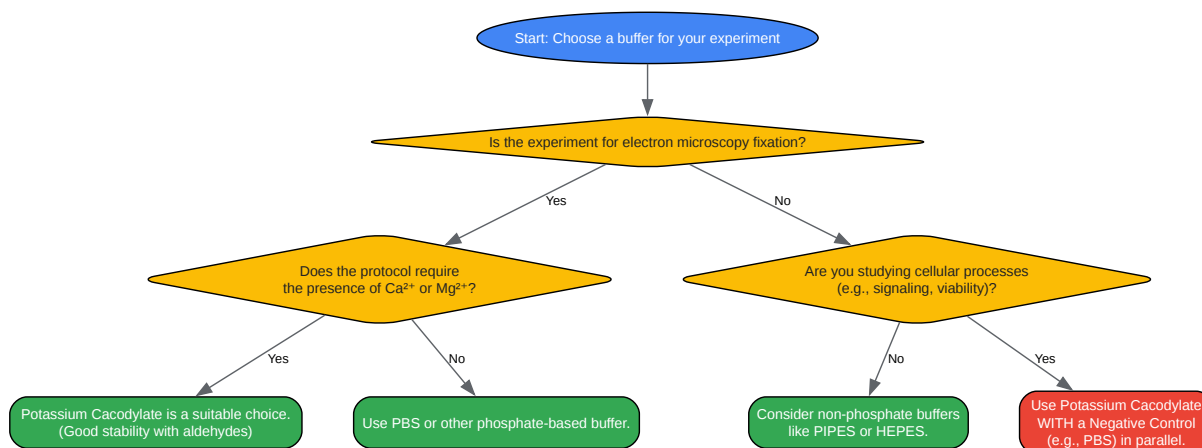 Start: Choose a buffer for your experiment
Is the experiment for electron microscopy fixation?
Yes
No
Does the protocol require
the presence of Ca²⁺ or Mg²⁺?
Are you studying cellular processes
(e.g., signaling, viability)?
Yes
No
No
Yes
Potassium Cacodylate is a suitable choice.
(Good stability with aldehydes)
Use PBS or other phosphate-based buffer.
Consider non-phosphate buffers
like PIPES or HEPES.
Use Potassium Cacodylate
WITH a Negative Control
(e.g., PBS) in parallel.